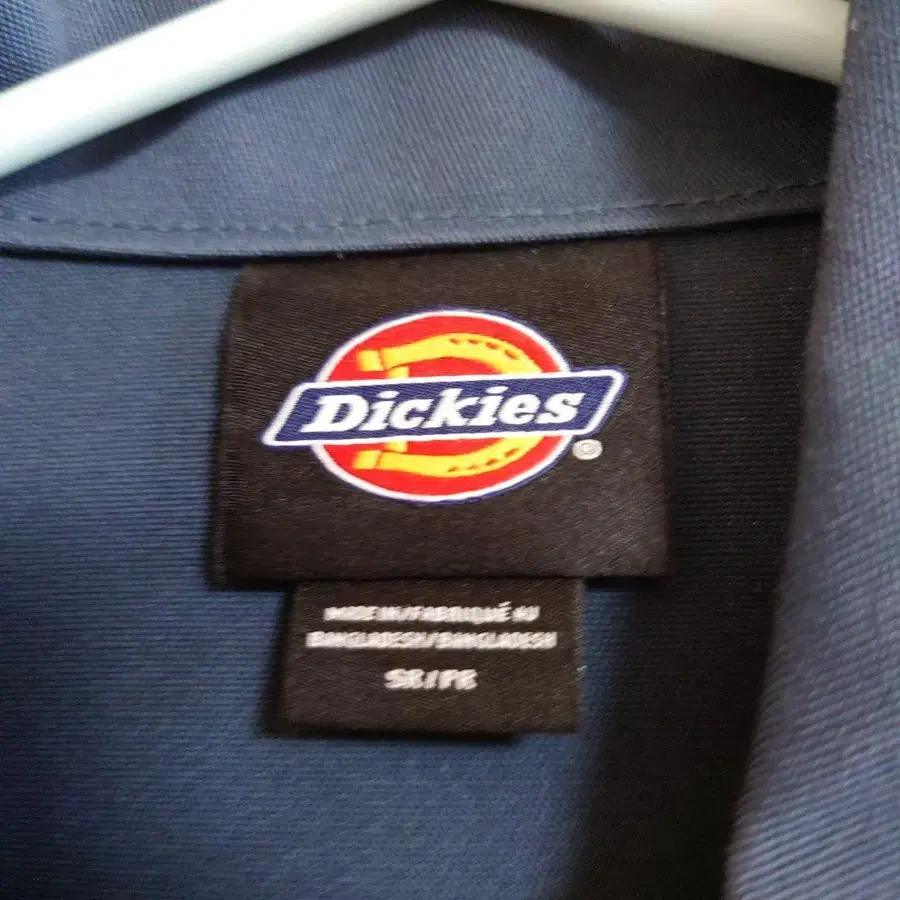 Dickies
®
MADE IN/FABRIQUÉ AU
BANGLADESH/BANGLADESH